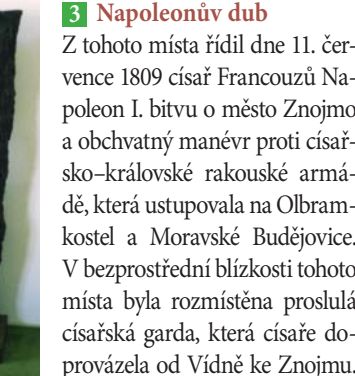 3 Napoleonův dub
Z tohoto místa řídil dne 11. čer-
vence 1809 císař Francouzů Na-
poleon I. bitvu o město Znojmo
a obchvatný manévr proti císař-
sko–královské rakouské armá-
dě, která ustupovala na Olbram-
kostel a Moravské Budějovice.
V bezprostřední blízkosti tohoto
místa byla rozmístěna proslulá
císařská garda, která císaře do-
provázela od Vídně ke Znojmu.